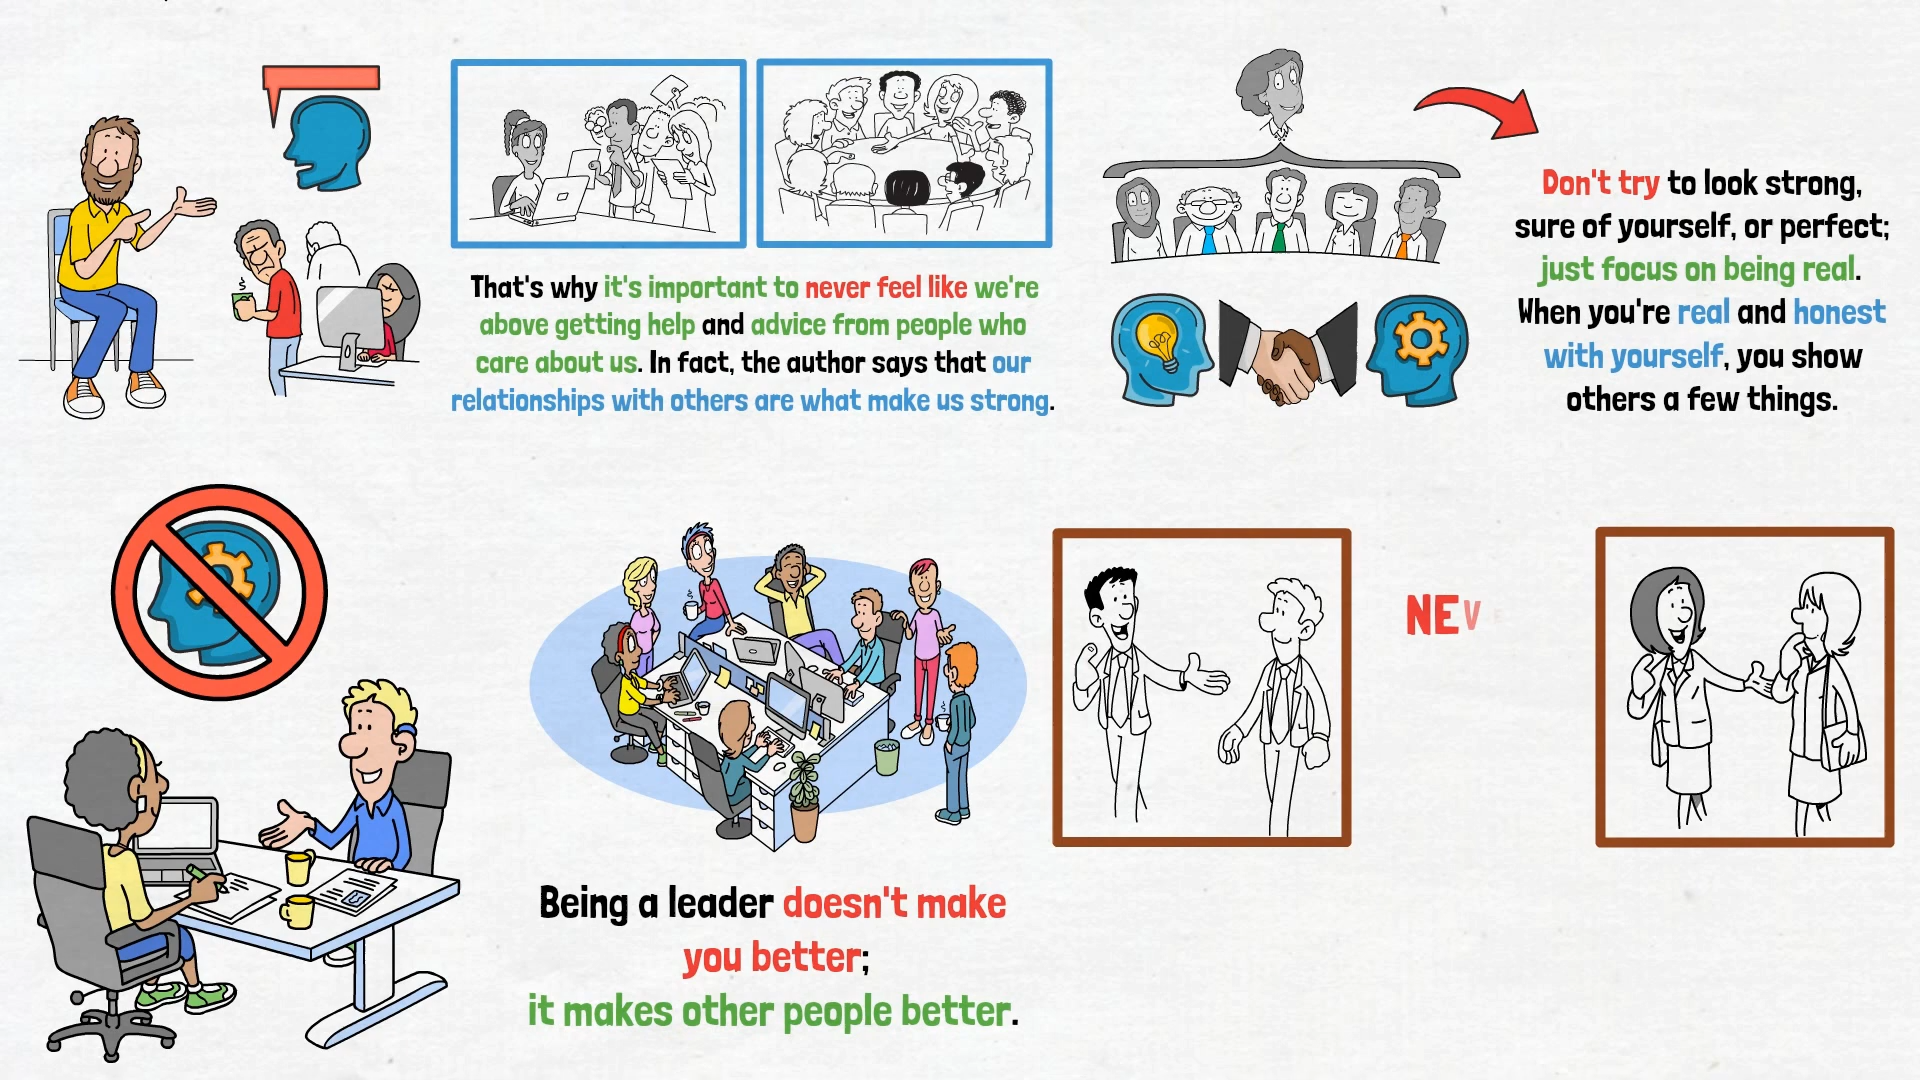 That's why it's important to never feel like we're
above getting help and advice from people who
care about us. In fact, the author says that our
relationships with others are what make us strong.
Don't try to look strong,
sure of yourself, or perfect;
just focus on being real.
When you're real and honest
with yourself, you show
others a few things.
Being a leader doesn't make
you better;
it makes other people better.
NEV